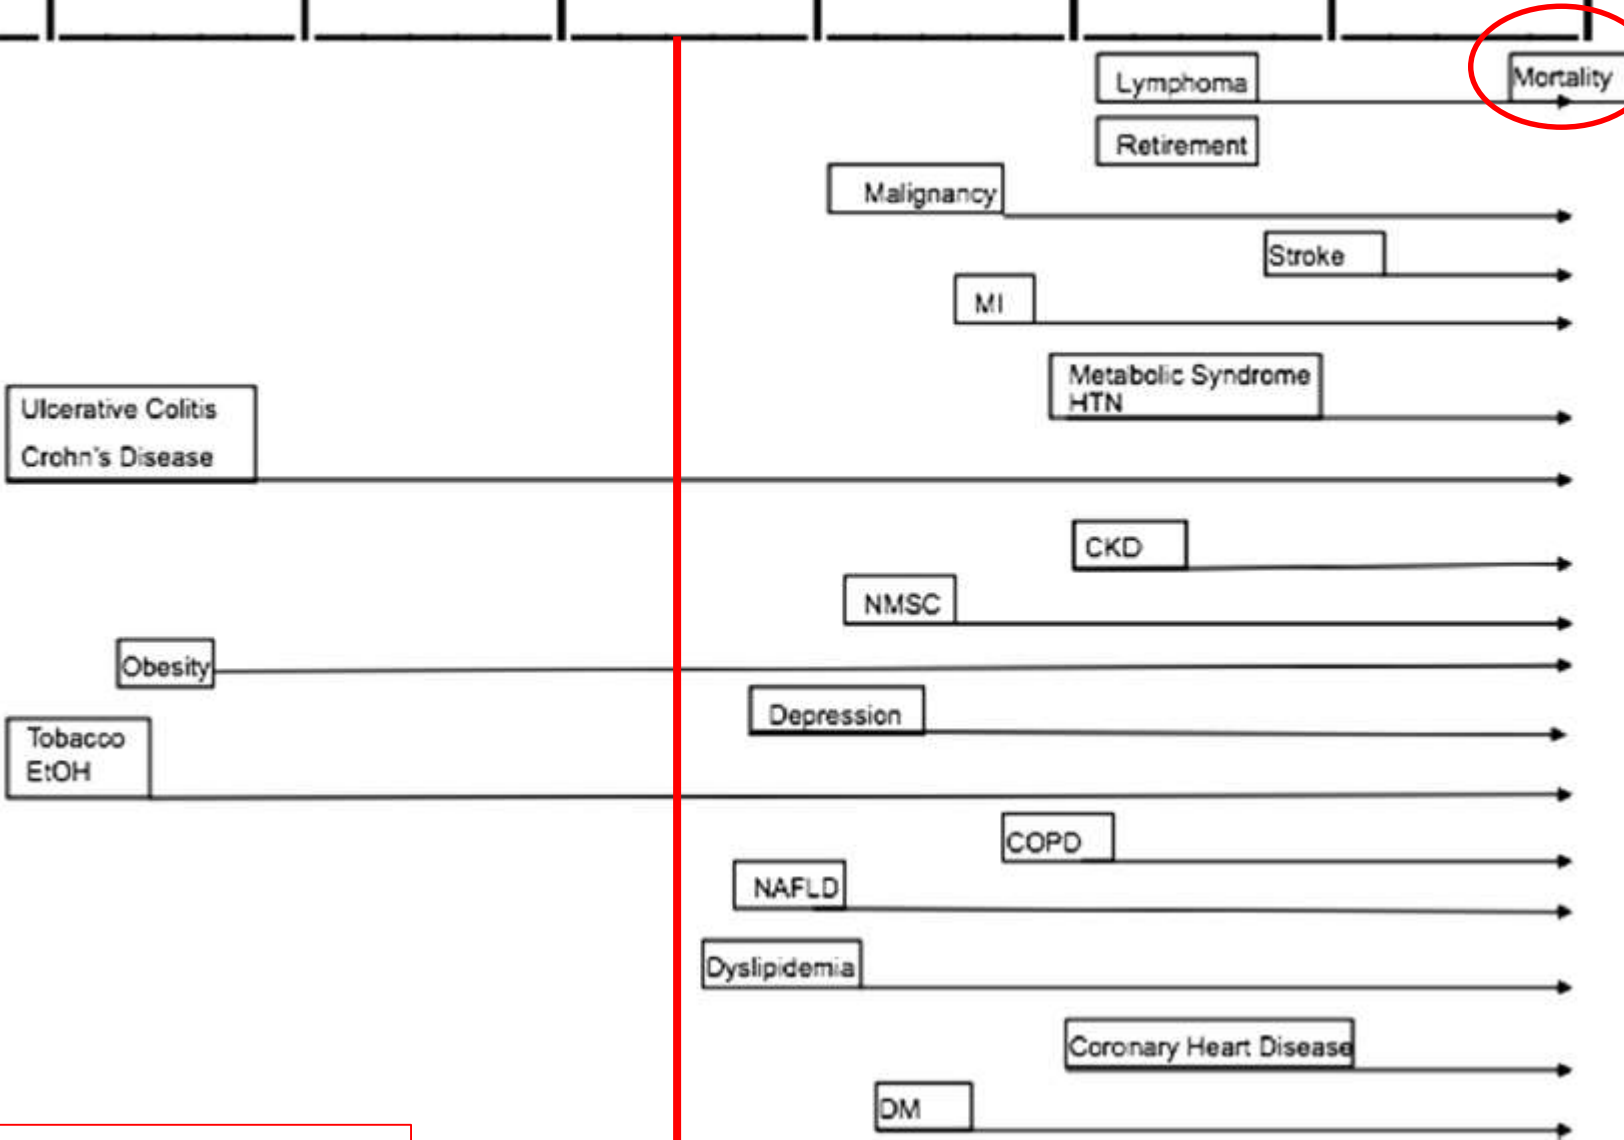 Lymphoma
Mortality
Retirement
Malignancy
Stroke
MI
Metabolic Syndrome
HTN
Ulcerative Colitis
Crohn's Disease
CKD
NMSC
Obesity
Depression
Tobacco
EtOH
COPD
NAFLD
Dyslipidemia
Coronary Heart Disease
DM